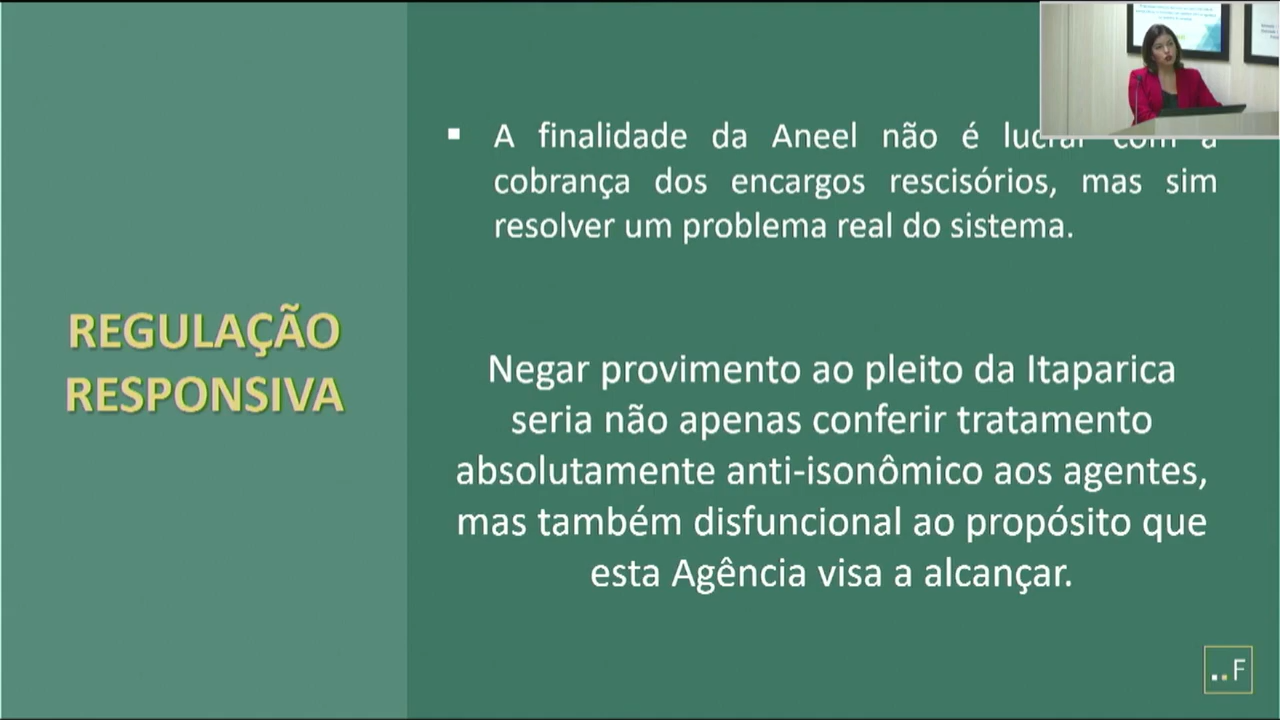 REGULAÇÃO
RESPONSIVA
▪ A finalidade da Aneel não é lucrar com a
cobrança dos encargos rescisórios, mas sim
resolver um problema real do sistema.
Negar provimento ao pleito da Itaparica
seria não apenas conferir tratamento
absolutamente anti-isonômico aos agentes,
mas também disfuncional ao propósito que
esta Agência visa a alcançar.
..F